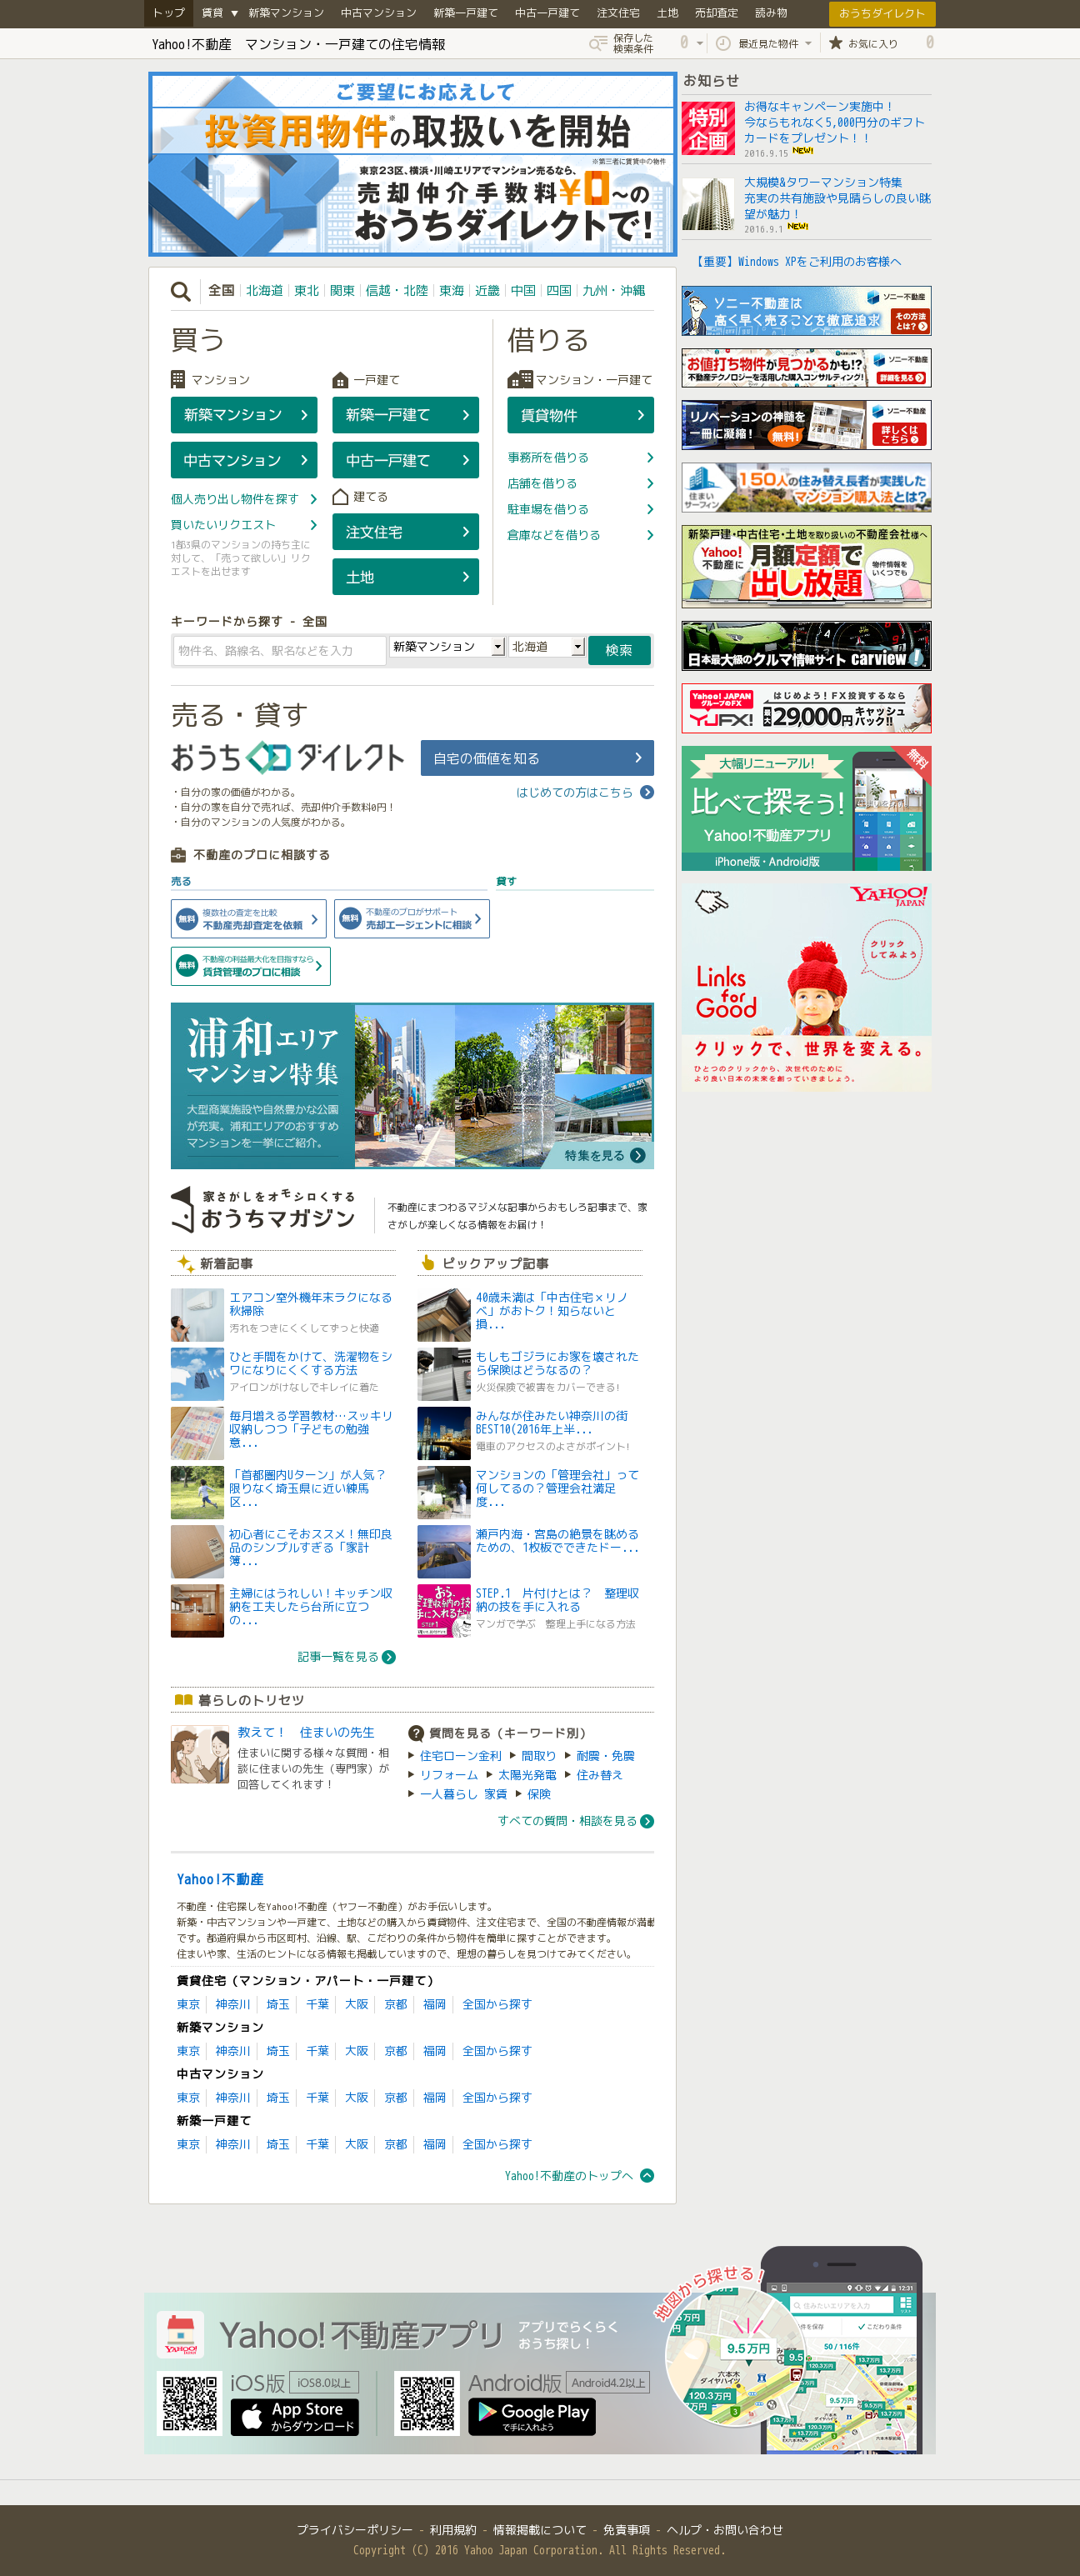 トップ 賃貸 ▼ 新築マンション 中古マンション 新築一戸建て 中古一戸建て 注文住宅 土地 売却査定 読み物 おうちダイレクト
Yahoo!不動産　マンション・一戸建ての住宅情報
保存した検索条件 0 最近見た物件 お気に入り 0
ご要望にお応えして
投資用物件※の取扱いを開始
※第三者に賃貸中の物件
東京23区、横浜・川崎エリアでマンション売るなら、
売却仲介手数料¥0〜の
おうちダイレクトで!
お知らせ
特別企画
お得なキャンペーン実施中！
今ならもれなく5,000円分のギフトカードをプレゼント！！
2016.9.15 NEW!
大規模&タワーマンション特集
充実の共有施設や見晴らしの良い眺望が魅力！
2016.9.1 NEW!
【重要】Windows XPをご利用のお客様へ
全国 北海道 東北 関東 信越・北陸 東海 近畿 中国 四国 九州・沖縄
買う
マンション
新築マンション
中古マンション
個人売り出し物件を探す
買いたいリクエスト
1都3県のマンションの持ち主に対して、「売って欲しい」リクエストを出せます
一戸建て
新築一戸建て
中古一戸建て
建てる
注文住宅
土地
借りる
マンション・一戸建て
賃貸物件
事務所を借りる
店舗を借りる
駐車場を借りる
倉庫などを借りる
キーワードから探す - 全国
物件名、路線名、駅名などを入力 新築マンション 北海道 検索
売る・貸す
おうちダイレクト
自宅の価値を知る
はじめての方はこちら
・自分の家の価値がわかる。
・自分の家を自分で売れば、売却仲介手数料0円！
・自分のマンションの人気度がわかる。
不動産のプロに相談する
売る
貸す
無料 複数社の査定を比較
不動産売却査定を依頼
無料 不動産のプロがサポート
売却エージェントに相談
無料 不動産の利益最大化を目指すなら
賃貸管理のプロに相談
浦和エリア
マンション特集
大型商業施設や自然豊かな公園
が充実。浦和エリアのおすすめ
マンションを一挙にご紹介。
特集を見る
家さがしをオモシロくする
おうちマガジン
不動産にまつわるマジメな記事からおもしろ記事まで、家さがしが楽しくなる情報をお届け！
新着記事
エアコン室外機年末ラクになる秋掃除
汚れをつきにくくしてずっと快適
ひと手間をかけて、洗濯物をシワになりにくくする方法
アイロンがけなしでキレイに着た
毎月増える学習教材…スッキリ収納しつつ「子どもの勉強意...
「首都圏内Uターン」が人気？限りなく埼玉県に近い練馬区...
初心者にこそおススメ！無印良品のシンプルすぎる「家計簿...
主婦にはうれしい！キッチン収納を工夫したら台所に立つの...
記事一覧を見る
ピックアップ記事
40歳未満は「中古住宅×リノベ」がおトク！知らないと損...
もしもゴジラにお家を壊されたら保険はどうなるの？
火災保険で被害をカバーできる!
みんなが住みたい神奈川の街BEST10(2016年上半...
電車のアクセスのよさがポイント!
マンションの「管理会社」って何してるの？管理会社満足度...
瀬戸内海・宮島の絶景を眺めるための、1枚板でできたドー...
STEP.1　片付けとは？　整理収納の技を手に入れる
マンガで学ぶ　整理上手になる方法
暮らしのトリセツ
教えて！　住まいの先生
住まいに関する様々な質問・相談に住まいの先生（専門家）が回答してくれます！
質問を見る（キーワード別）
住宅ローン金利 間取り 耐震・免震
リフォーム 太陽光発電 住み替え
一人暮らし 家賃 保険
すべての質問・相談を見る
Yahoo!不動産
不動産・住宅探しをYahoo!不動産（ヤフー不動産）がお手伝いします。
新築・中古マンションや一戸建て、土地などの購入から賃貸物件、注文住宅まで、全国の不動産情報が満載
です。都道府県から市区町村、沿線、駅、こだわりの条件から物件を簡単に探すことができます。
住まいや家、生活のヒントになる情報も掲載していますので、理想の暮らしを見つけてみてください。
賃貸住宅（マンション・アパート・一戸建て）
東京 神奈川 埼玉 千葉 大阪 京都 福岡 全国から探す
新築マンション
東京 神奈川 埼玉 千葉 大阪 京都 福岡 全国から探す
中古マンション
東京 神奈川 埼玉 千葉 大阪 京都 福岡 全国から探す
新築一戸建て
東京 神奈川 埼玉 千葉 大阪 京都 福岡 全国から探す
Yahoo!不動産のトップへ
ソニー不動産は
高く早く売ることを徹底追求
ソニー不動産
その方法とは？
お値打ち物件が見つかるかも!?
不動産テクノロジーを活用した購入コンサルティング!
ソニー不動産
詳細を見る
リノベーションの神髄を
一冊に凝縮！
無料!
ソニー不動産
詳しくはこちら
住まいサーフィン
150人の住み替え長者が実践した
マンション購入法とは?
新築戸建・中古住宅・土地を取り扱いの不動産会社様へ
Yahoo!不動産に
月額定額で
出し放題
物件情報をいくつでも
日本最大級のクルマ情報サイト carview!
Yahoo! JAPANグループのFX
YJFX!
はじめよう！FX投資するなら
最大29,000円キャッシュバック!!
無料
大幅リニューアル!
比べて探そう!
Yahoo!不動産アプリ
iPhone版・Android版
YAHOO! JAPAN
クリックしてみよう
Links for Good
クリックで、世界を変える。
ひとつのクリックから、次世代のために
より良い日本の未来を創っていきましょう。
Yahoo!不動産アプリ
アプリでらくらく
おうち探し！
iOS版 iOS8.0以上
App Store
からダウンロード
Android版 Android4.2以上
Google Play
で手に入れよう
地図から探せる！
9.5万円
120.3万円
六本木
ダイヤハイツ
12:31
住みたいエリアを入力
こだわり条件
50 / 116件
プライバシーポリシー - 利用規約 - 情報掲載について - 免責事項 - ヘルプ・お問い合わせ
Copyright (C) 2016 Yahoo Japan Corporation. All Rights Reserved.